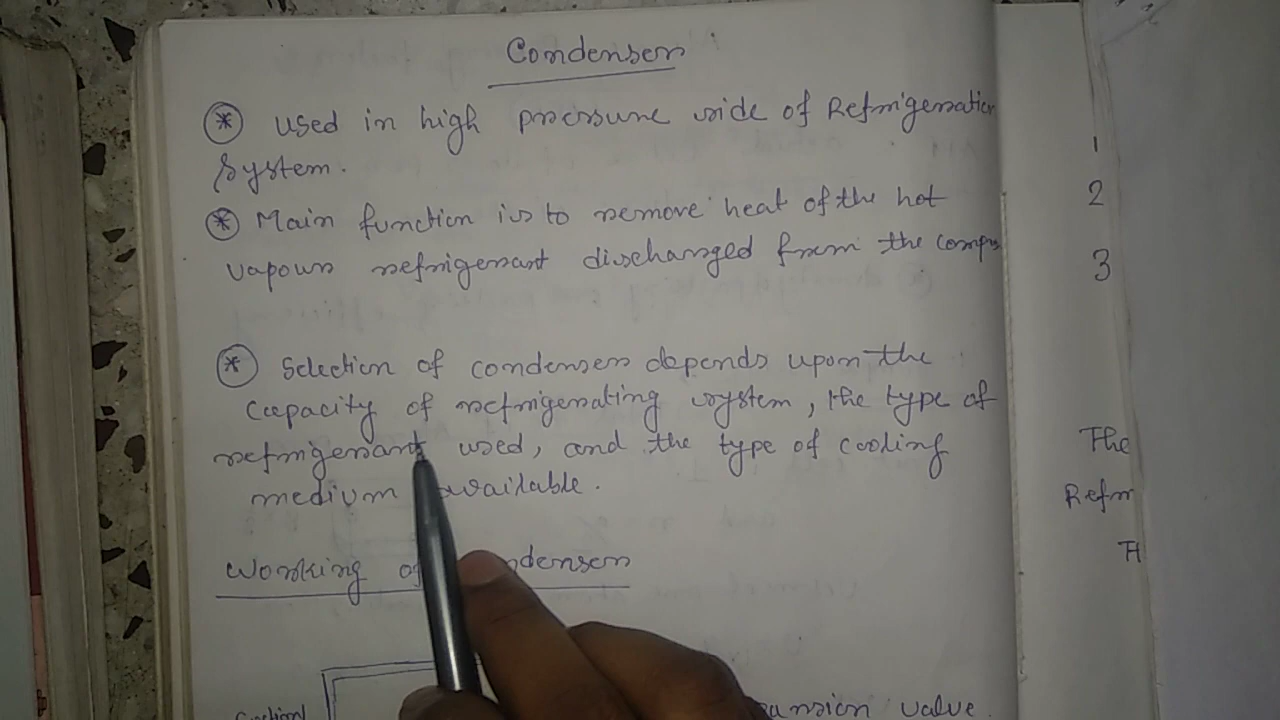 Condenser
* used in high pressure side of Refrigeration
System.
* Main function is to remove heat of the hot
vapour refrigerant discharged from the
* Selection of condenser depends upon the
capacity of refrigerating system, the type of
refrigerant used, and the type of cooling
medium available.
Working of
valve
1
2
3
The